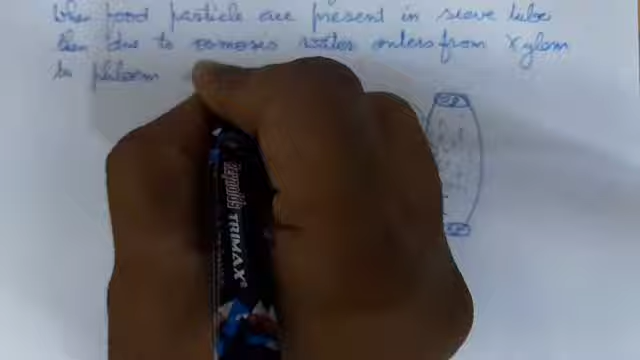 When food particle are present in sieve tube
then due to osmosis water enters from xylem
to phloem
Reynolds TRIMAX